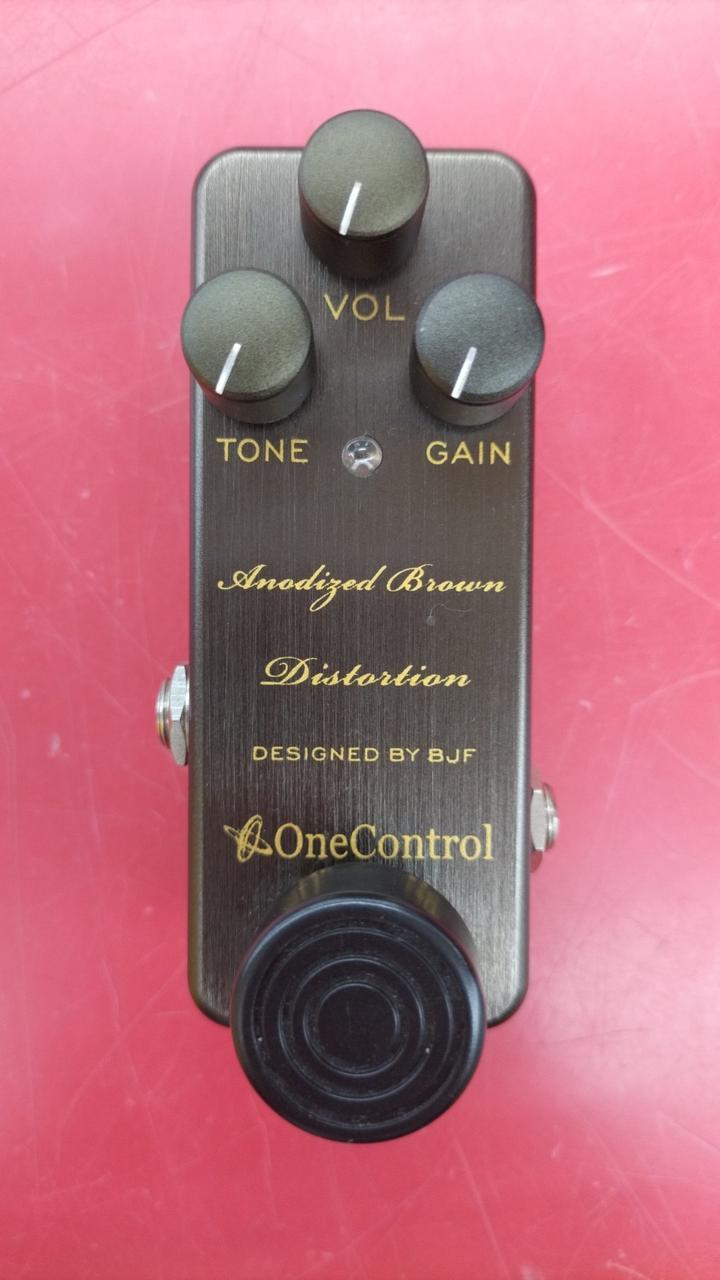 VOL
TONE GAIN
Anodized Brown
Distortion
DESIGNED BY BJF
OneControl